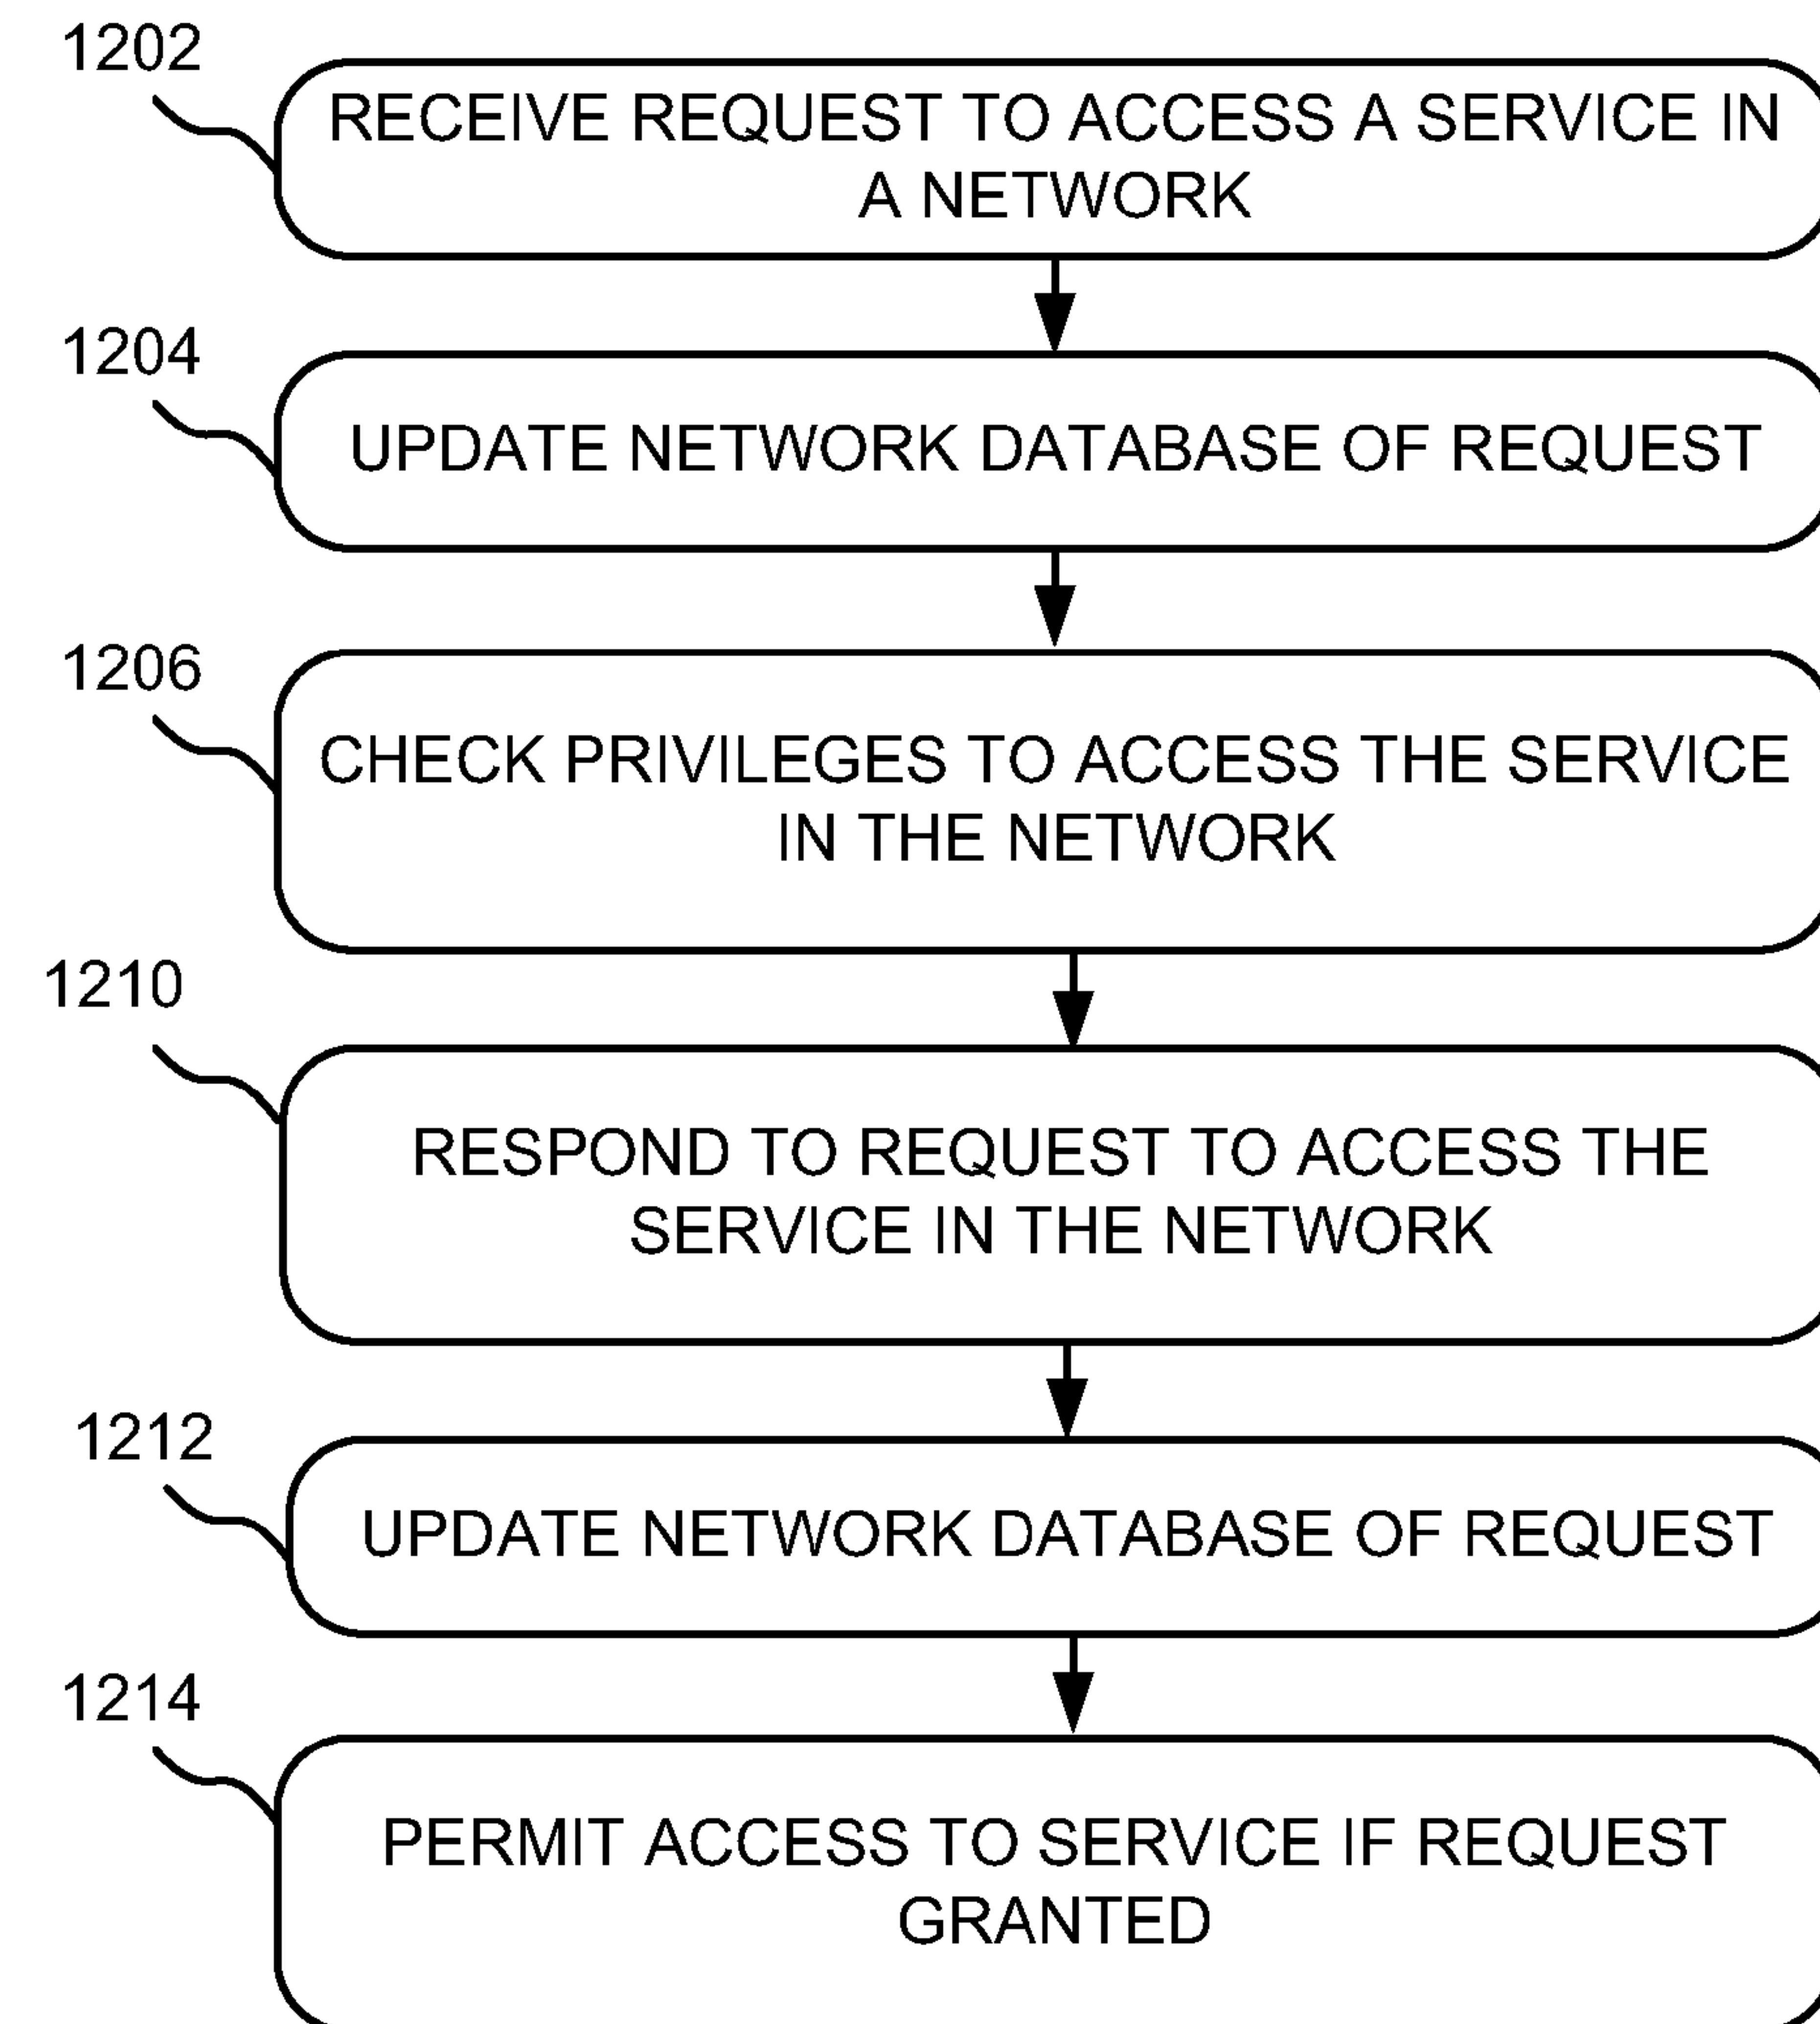 1202
RECEIVE REQUEST TO ACCESS A SERVICE IN
A NETWORK
1204
UPDATE NETWORK DATABASE OF REQUEST
1206
CHECK PRIVILEGES TO ACCESS THE SERVICE
IN THE NETWORK
1210
RESPOND TO REQUEST TO ACCESS THE
SERVICE IN THE NETWORK
1212
UPDATE NETWORK DATABASE OF REQUEST
1214
PERMIT ACCESS TO SERVICE IF REQUEST
GRANTED